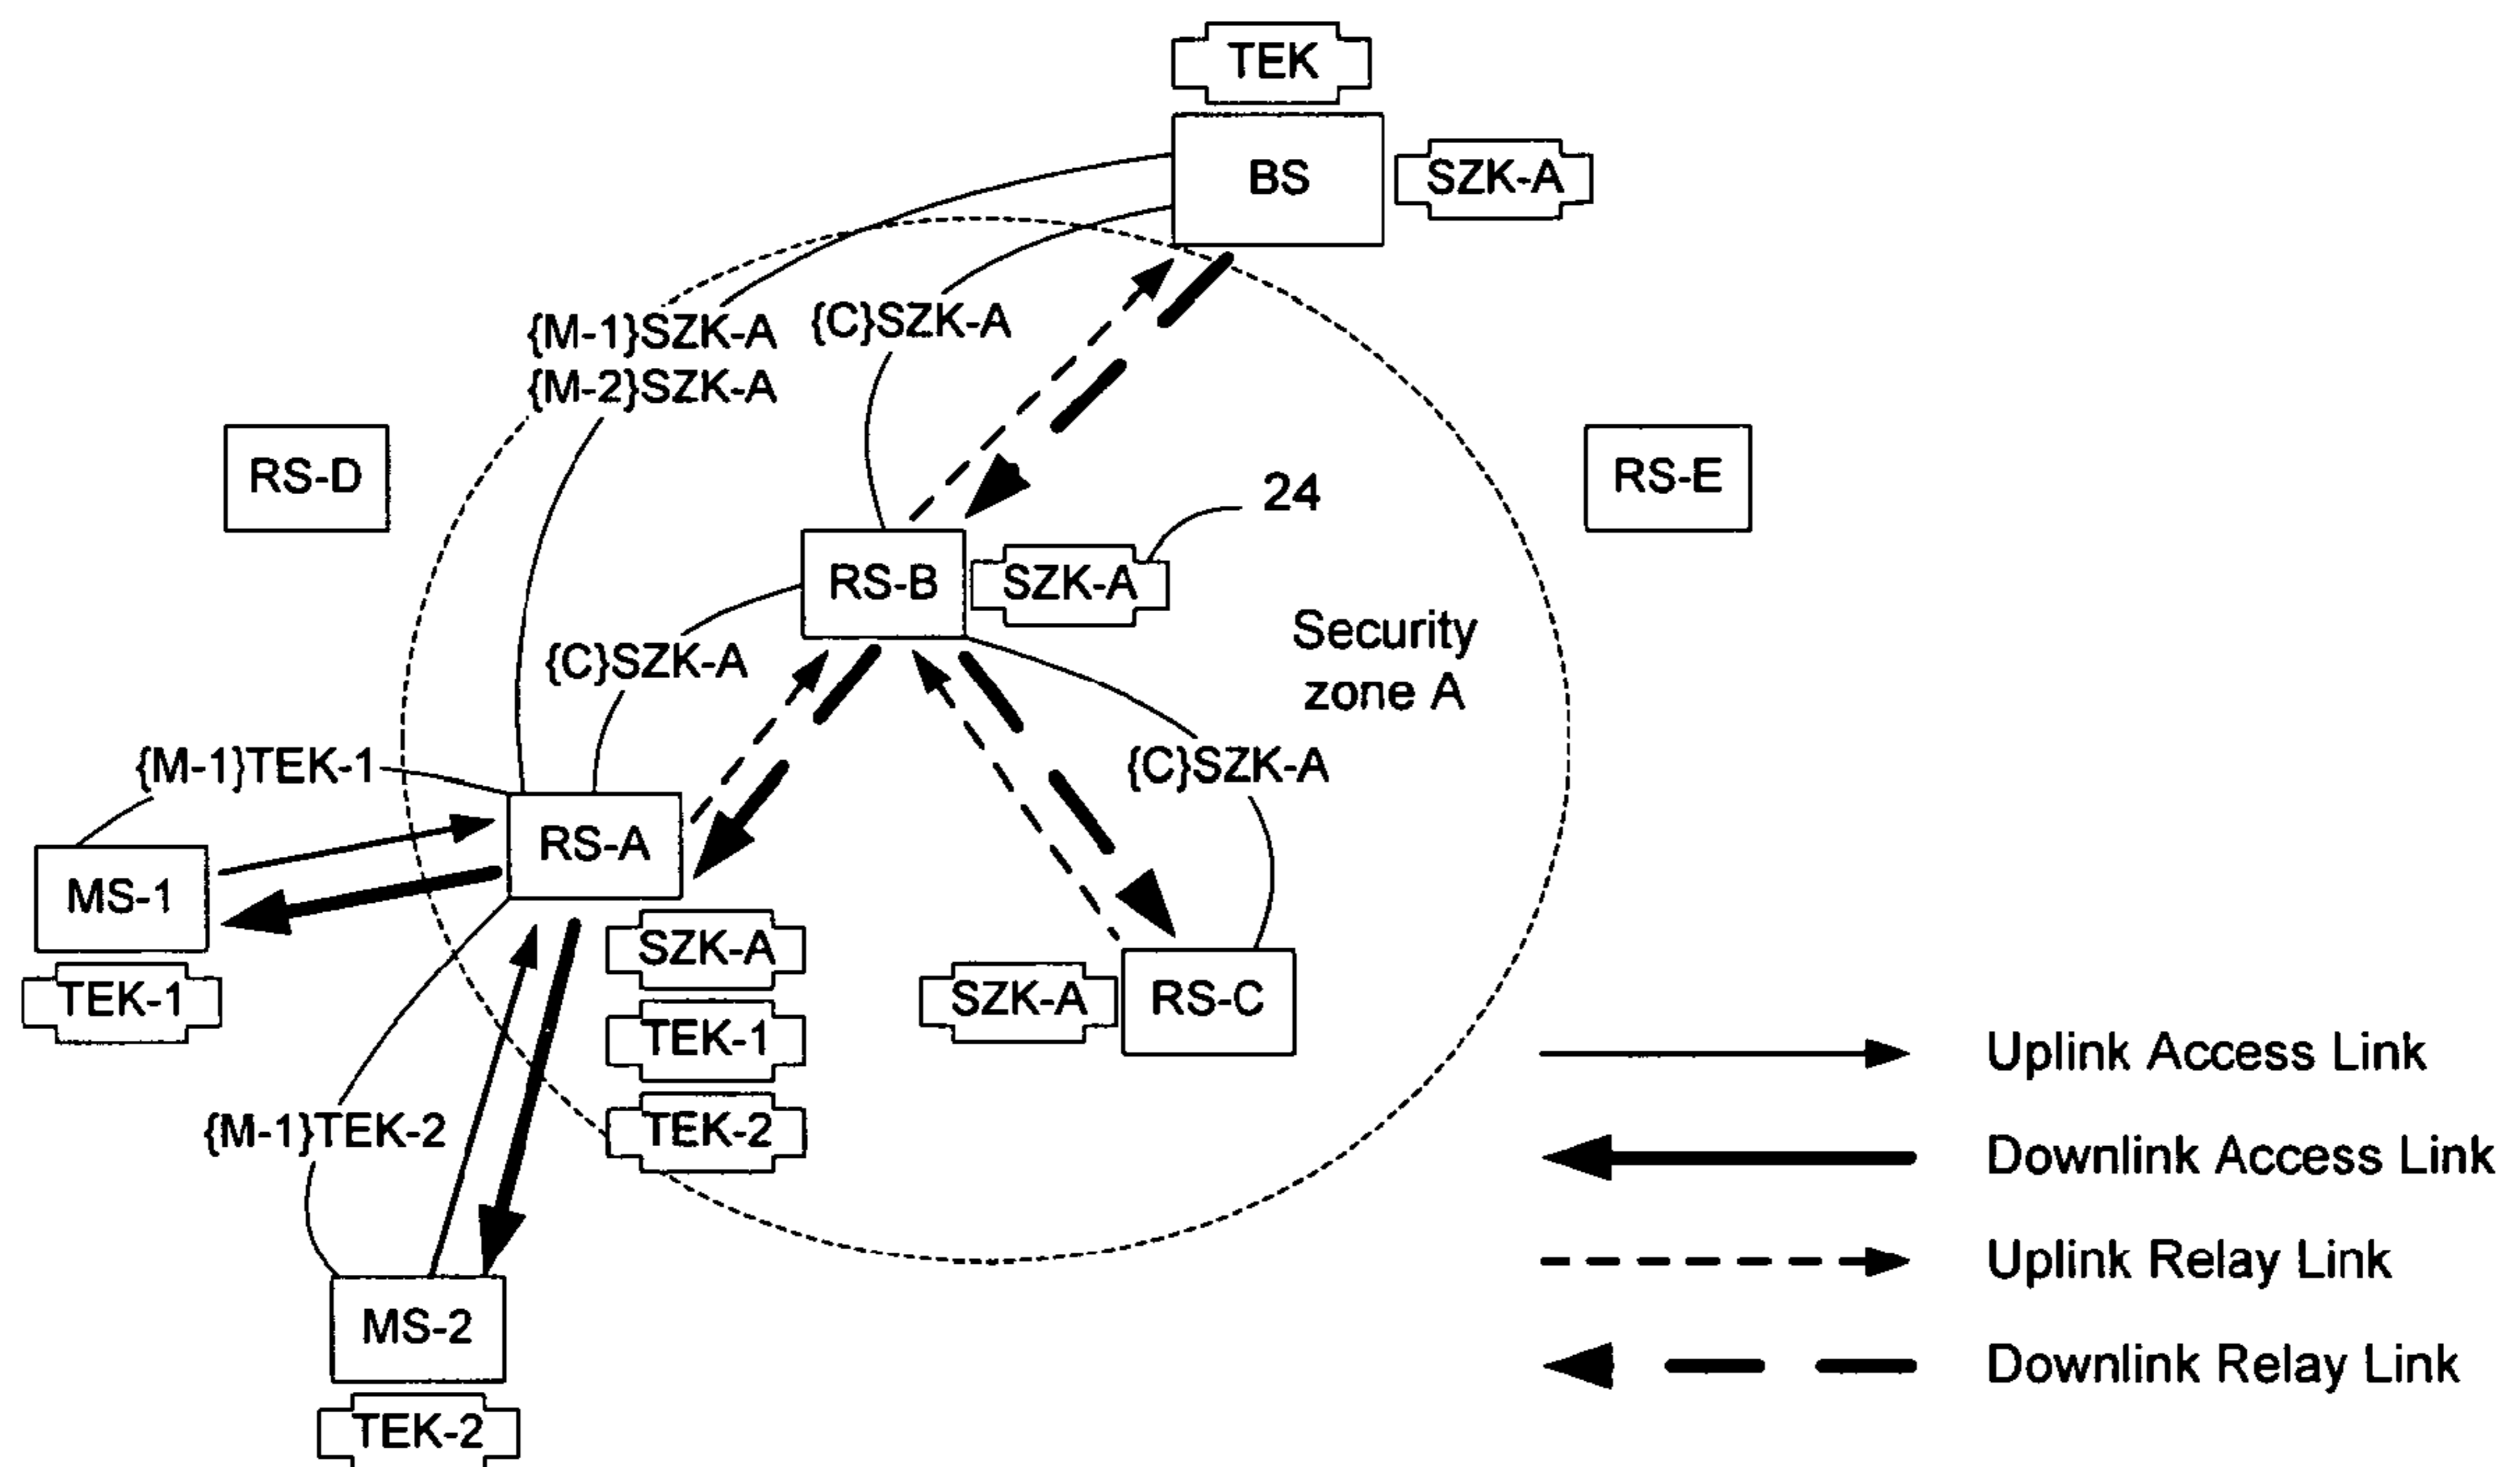 TEK
BS
SZK-A
{M-1}SZK-A
{C}SZK-A
{M-2}SZK-A
RS-D
RS-E
24
RS-B
SZK-A
Security
zone A
{C}SZK-A
{M-1}TEK-1
{C}SZK-A
RS-A
MS-1
SZK-A
TEK-1
SZK-A
RS-C
TEK-1
Uplink Access Link
{M-1}TEK-2
TEK-2
Downlink Access Link
Uplink Relay Link
MS-2
Downlink Relay Link
TEK-2